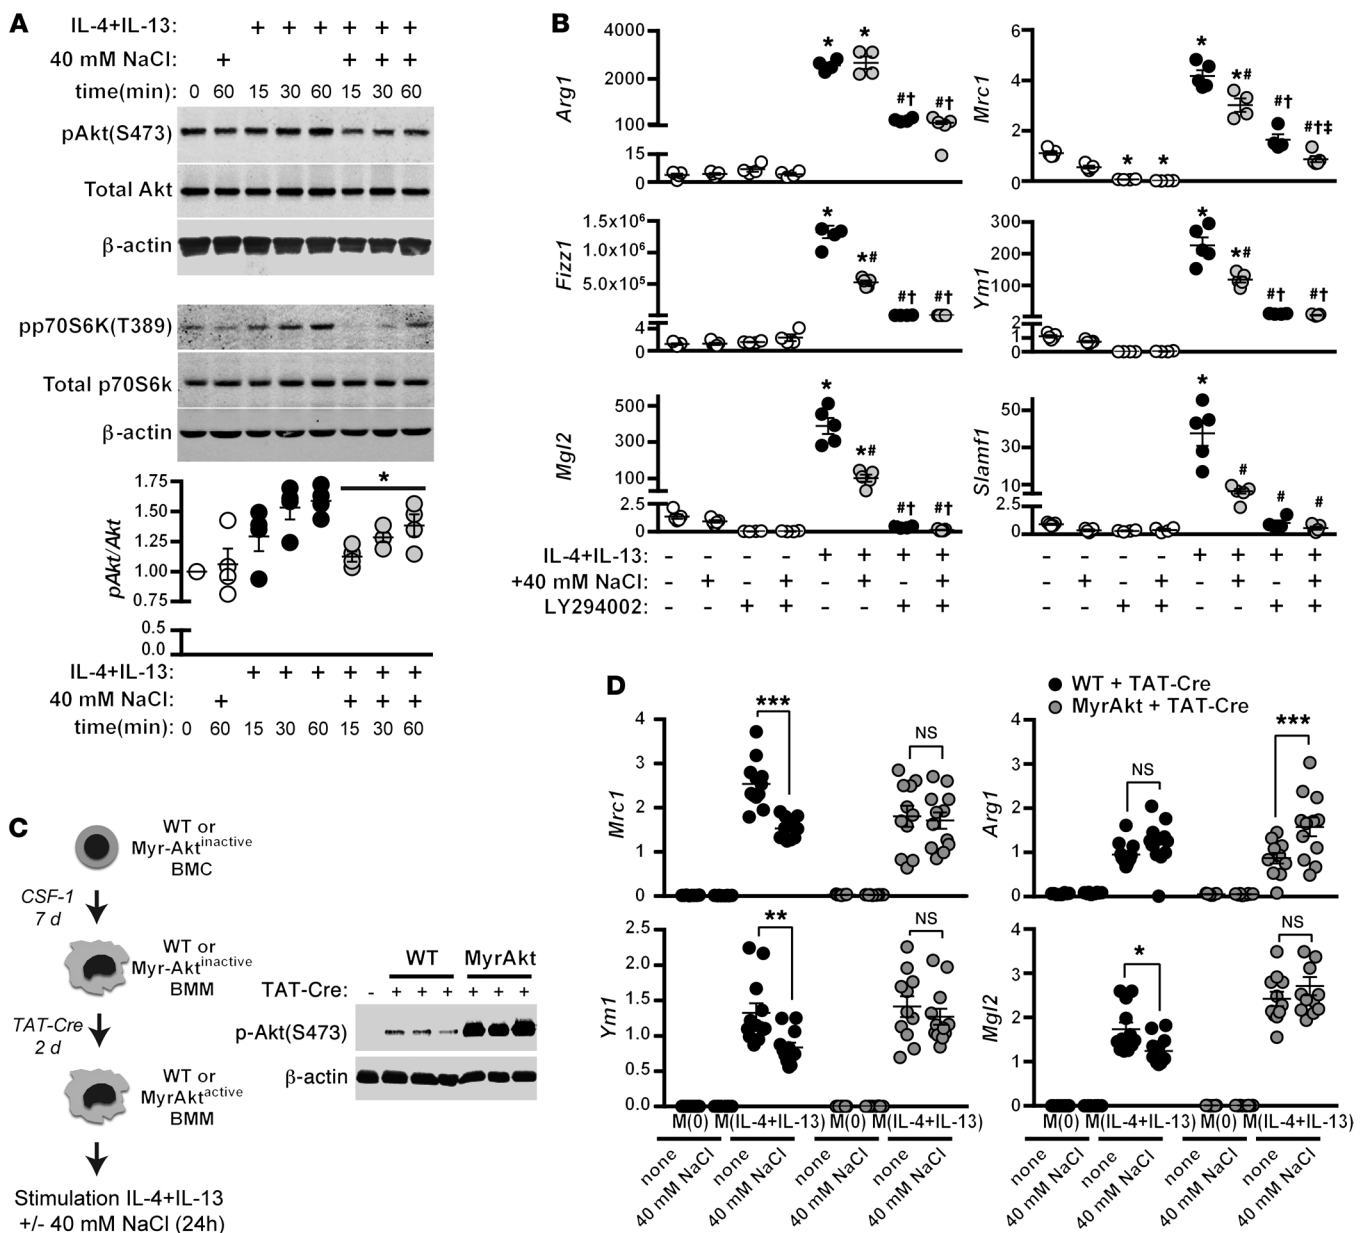 A
IL-4+IL-13: + + + + + +
40 mM NaCl: + + + +
time(min): 0 60 15 30 60 15 30 60
pAkt(S473)
Total Akt
β-actin
pp70S6K(T389)
Total p70S6k
β-actin
pAkt/Akt
1.75
1.50
1.25
1.00
0.75
0.5
0.0
*
IL-4+IL-13: + + + + + +
40 mM NaCl: + + + +
time(min): 0 60 15 30 60 15 30 60
B
Arg1
4000
2000
100
15
0
* * #† #†
Mrc1
6
4
2
0
* * * *# #† #†‡
Fizz1
1.5x10⁶
1.0x10⁶
5.0x10⁵
4
0
* *# #† #†
Ym1
200
100
2
1
0
* *# #† #†
Mgl2
500
300
100
2.5
0
* *# #† #†
Slamf1
50
30
10
2.5
0
* # # #
IL-4+IL-13: - - - - + + + + - - - - + + + +
+40 mM NaCl: - + - + - + - + - + - + - + - +
LY294002: - - + + - - + + - - + + - - + +
C
WT or
Myr-Aktinactive
BMC
CSF-1
7 d
WT or
Myr-Aktinactive
BMM
TAT-Cre
2 d
WT or
MyrAktactive
BMM
Stimulation IL-4+IL-13
+/- 40 mM NaCl (24h)
WT MyrAkt
TAT-Cre: - + + + + + +
p-Akt(S473)
β-actin
D
WT + TAT-Cre
MyrAkt + TAT-Cre
Mrc1
4
3
2
1
0
*** NS
Arg1
4
3
2
1
0
NS ***
Ym1
2.5
2.0
1.5
1.0
0.5
0.0
** NS
Mgl2
4
3
2
1
0
* NS
M(0) M(IL-4+IL-13) M(0) M(IL-4+IL-13)
none 40 mM NaCl none 40 mM NaCl none 40 mM NaCl none 40 mM NaCl
M(0) M(IL-4+IL-13) M(0) M(IL-4+IL-13)
none 40 mM NaCl none 40 mM NaCl none 40 mM NaCl none 40 mM NaCl